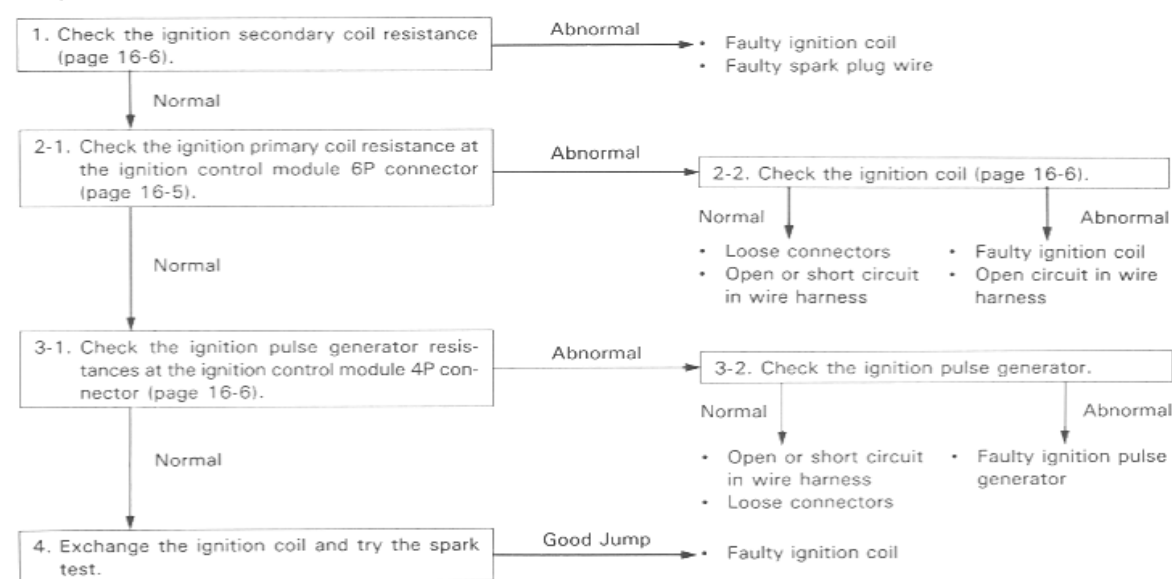 1. Check the ignition secondary coil resistance
(page 16-6).
Abnormal
• Faulty ignition coil
• Faulty spark plug wire
Normal
2-1. Check the ignition primary coil resistance at
the ignition control module 6P connector
(page 16-5).
Abnormal
2-2. Check the ignition coil (page 16-6).
Normal
Abnormal
• Loose connectors
• Open or short circuit
in wire harness
• Faulty ignition coil
• Open circuit in wire
harness
Normal
3-1. Check the ignition pulse generator resis-
tances at the ignition control module 4P con-
nector (page 16-6).
Abnormal
3-2. Check the ignition pulse generator.
Normal
Abnormal
• Open or short circuit
in wire harness
• Loose connectors
• Faulty ignition pulse
generator
Normal
4. Exchange the ignition coil and try the spark
test.
Good Jump
• Faulty ignition coil